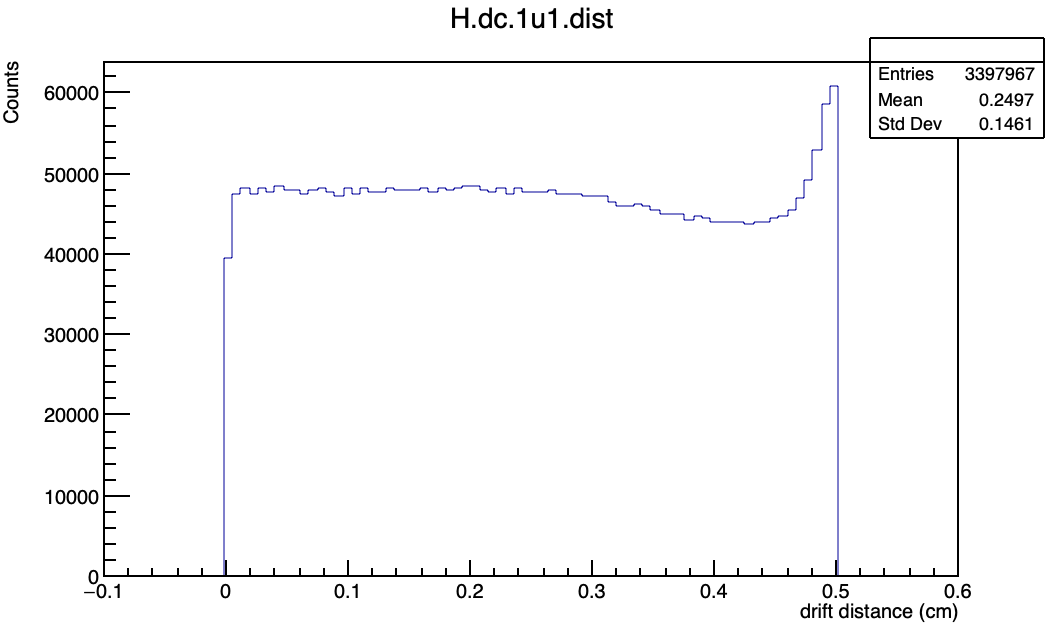 H.dc.1u1.dist
Entries 3397967
Mean 0.2497
Std Dev 0.1461
Counts
60000
50000
40000
30000
20000
10000
0
−0.1 0 0.1 0.2 0.3 0.4 0.5 0.6
drift distance (cm)